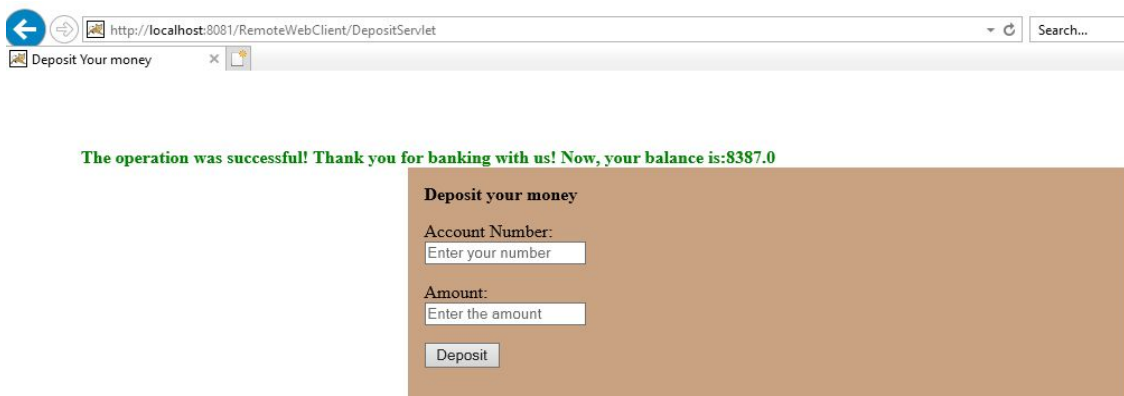 http://localhost:8081/RemoteWebClient/DepositServlet
Search...
Deposit Your money
The operation was successful! Thank you for banking with us! Now, your balance is:8387.0
Deposit your money
Account Number:
Enter your number
Amount:
Enter the amount
Deposit